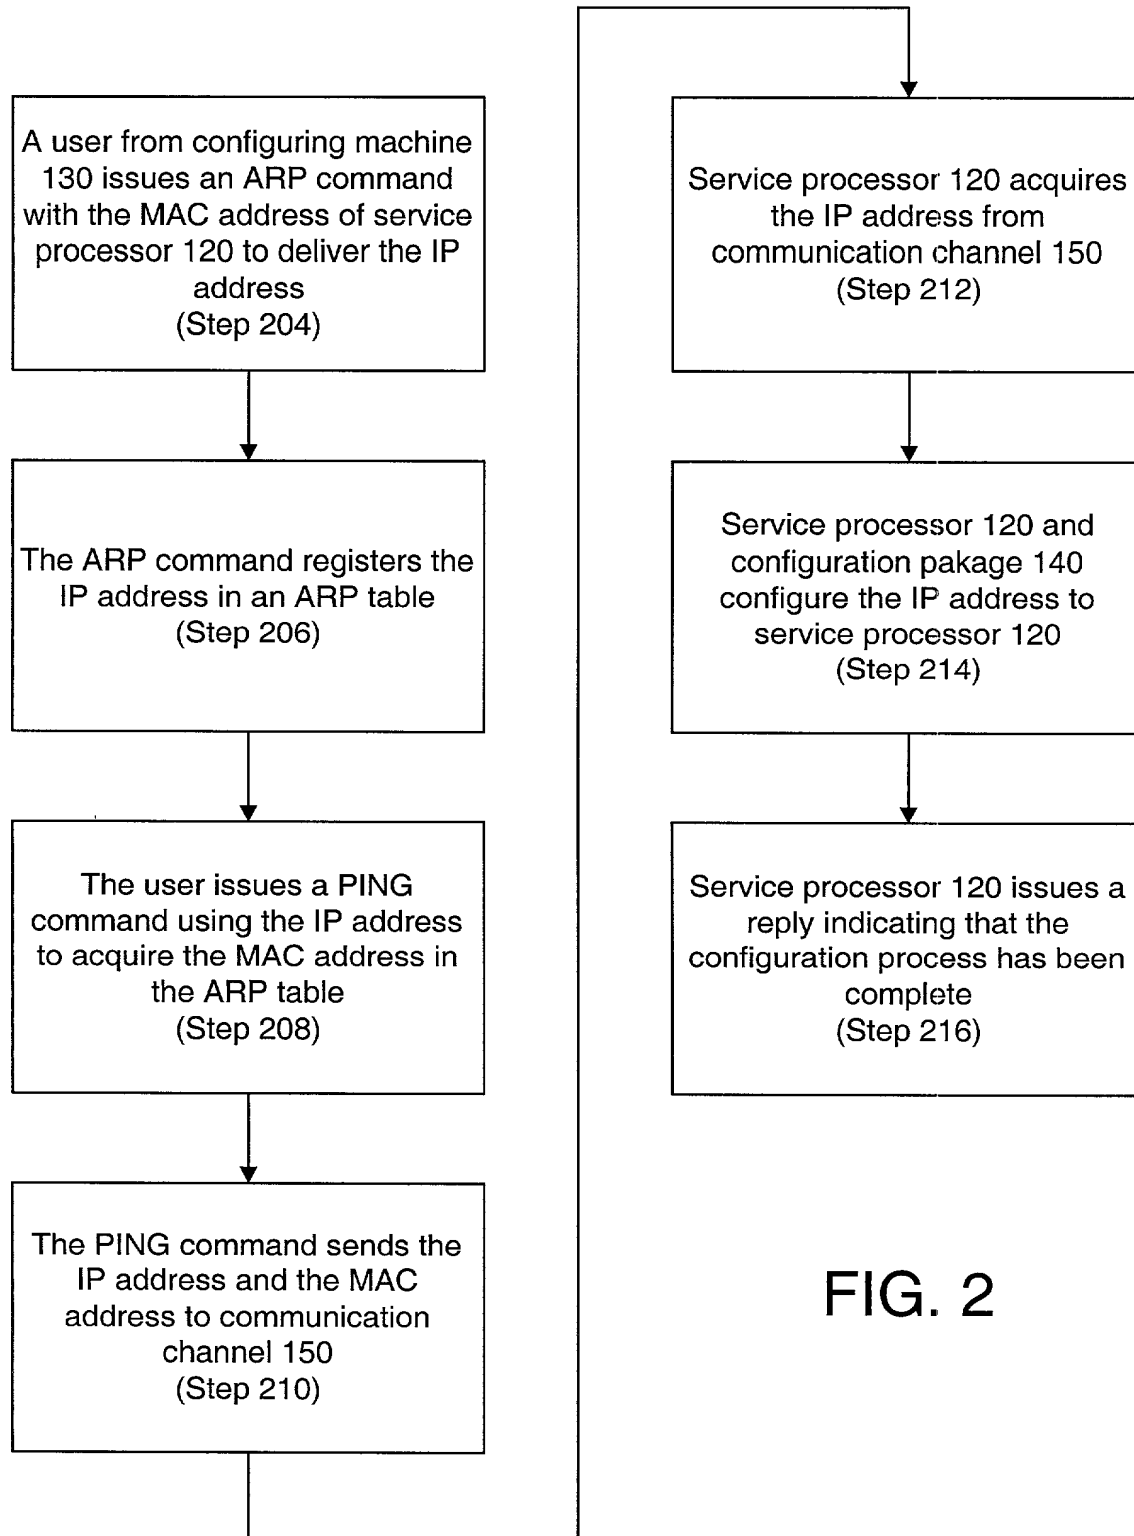 A user from configuring machine
130 issues an ARP command
with the MAC address of service
processor 120 to deliver the IP
address
(Step 204)
The ARP command registers the
IP address in an ARP table
(Step 206)
The user issues a PING
command using the IP address
to acquire the MAC address in
the ARP table
(Step 208)
The PING command sends the
IP address and the MAC
address to communication
channel 150
(Step 210)
Service processor 120 acquires
the IP address from
communication channel 150
(Step 212)
Service processor 120 and
configuration pakage 140
configure the IP address to
service processor 120
(Step 214)
Service processor 120 issues a
reply indicating that the
configuration process has been
complete
(Step 216)
FIG. 2